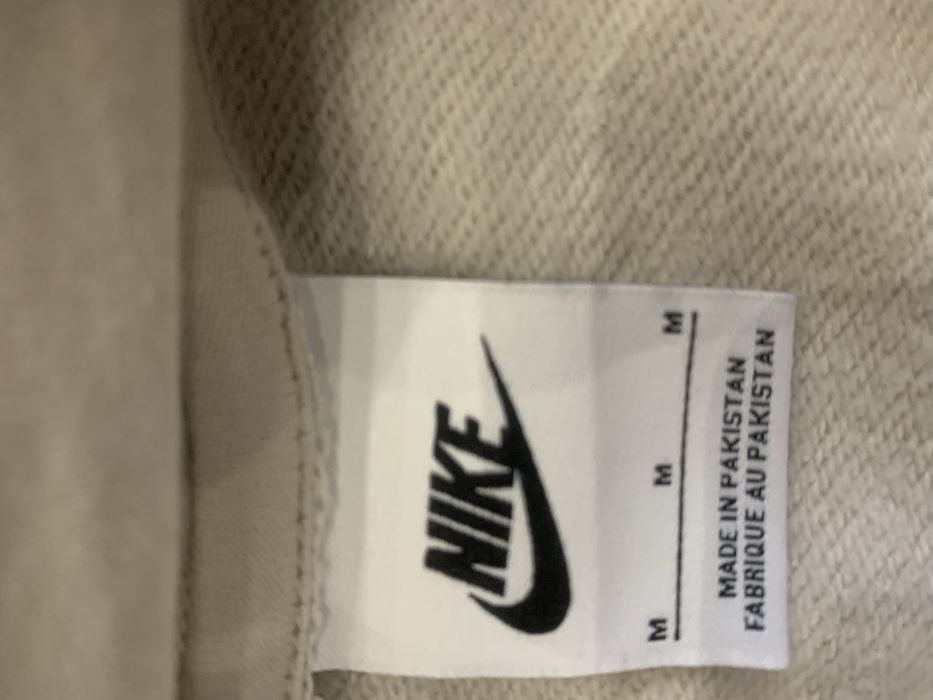 NIKE
M M M
MADE IN PAKISTAN
FABRIQUE AU PAKISTAN